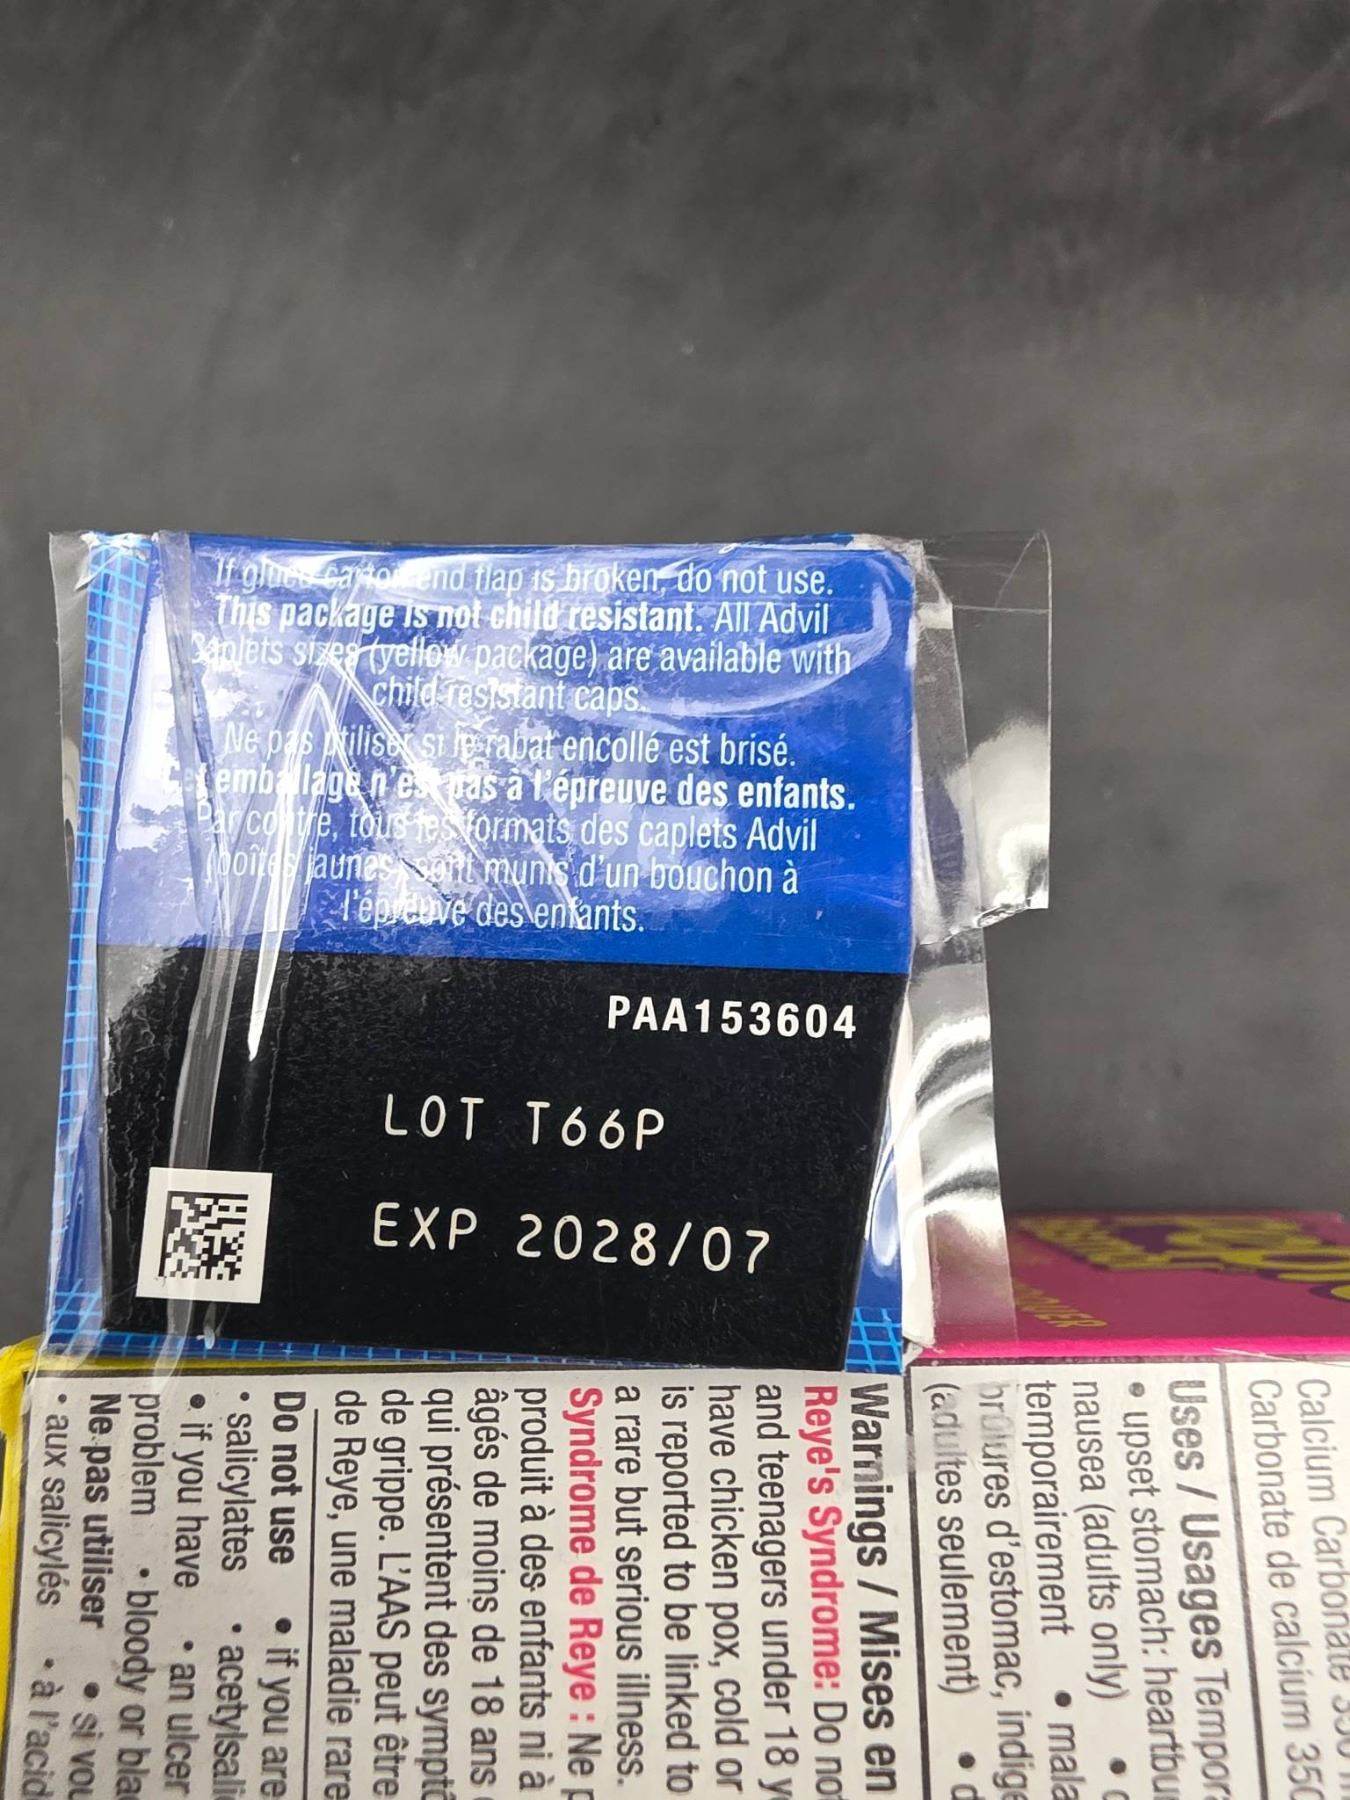 If glued carton end flap is broken, do not use.
This package is not child resistant. All Advil
Caplets sizes (yellow package) are available with
child resistant caps.
Ne pas utiliser si le rabat encollé est brisé.
Cet emballage n'est pas à l'épreuve des enfants.
Par contre, tous les formats des caplets Advil
(boîtes jaunes) sont munis d'un bouchon à
l'épreuve des enfants.
PAA153604
LOT T66P
EXP 2028/07
Calcium Carbonate
Carbonate de calcium 350
Uses / Usages Tempora
• upset stomach: heartbu
nausea (adults only) •
temporairement • mala
brûlures d'estomac, indige
(adultes seulement) • d
Warnings / Mises en
Reye's Syndrome: Do not
and teenagers under 18 y
have chicken pox, cold or
is reported to be linked to
a rare but serious illness.
Syndrome de Reye : Ne p
produit à des enfants ni à
âgés de moins de 18 ans
qui présentent des symptô
de grippe. L'AAS peut être
de Reye, une maladie rare
Do not use • if you are
• salicylates • acetylsali
• if you have • an ulcer
problem • bloody or bla
Ne pas utiliser • si vou
• aux salicylés • à l'acid